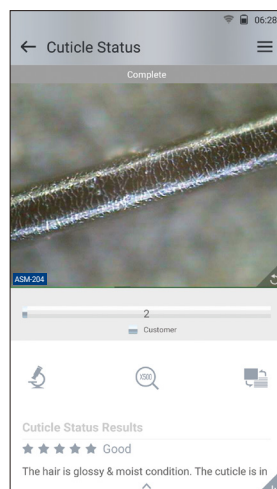 06:28
Cuticle Status
Complete
ASM-204
2
Customer
X500
Cuticle Status Results
Good
The hair is glossy & moist condition. The cuticle is in